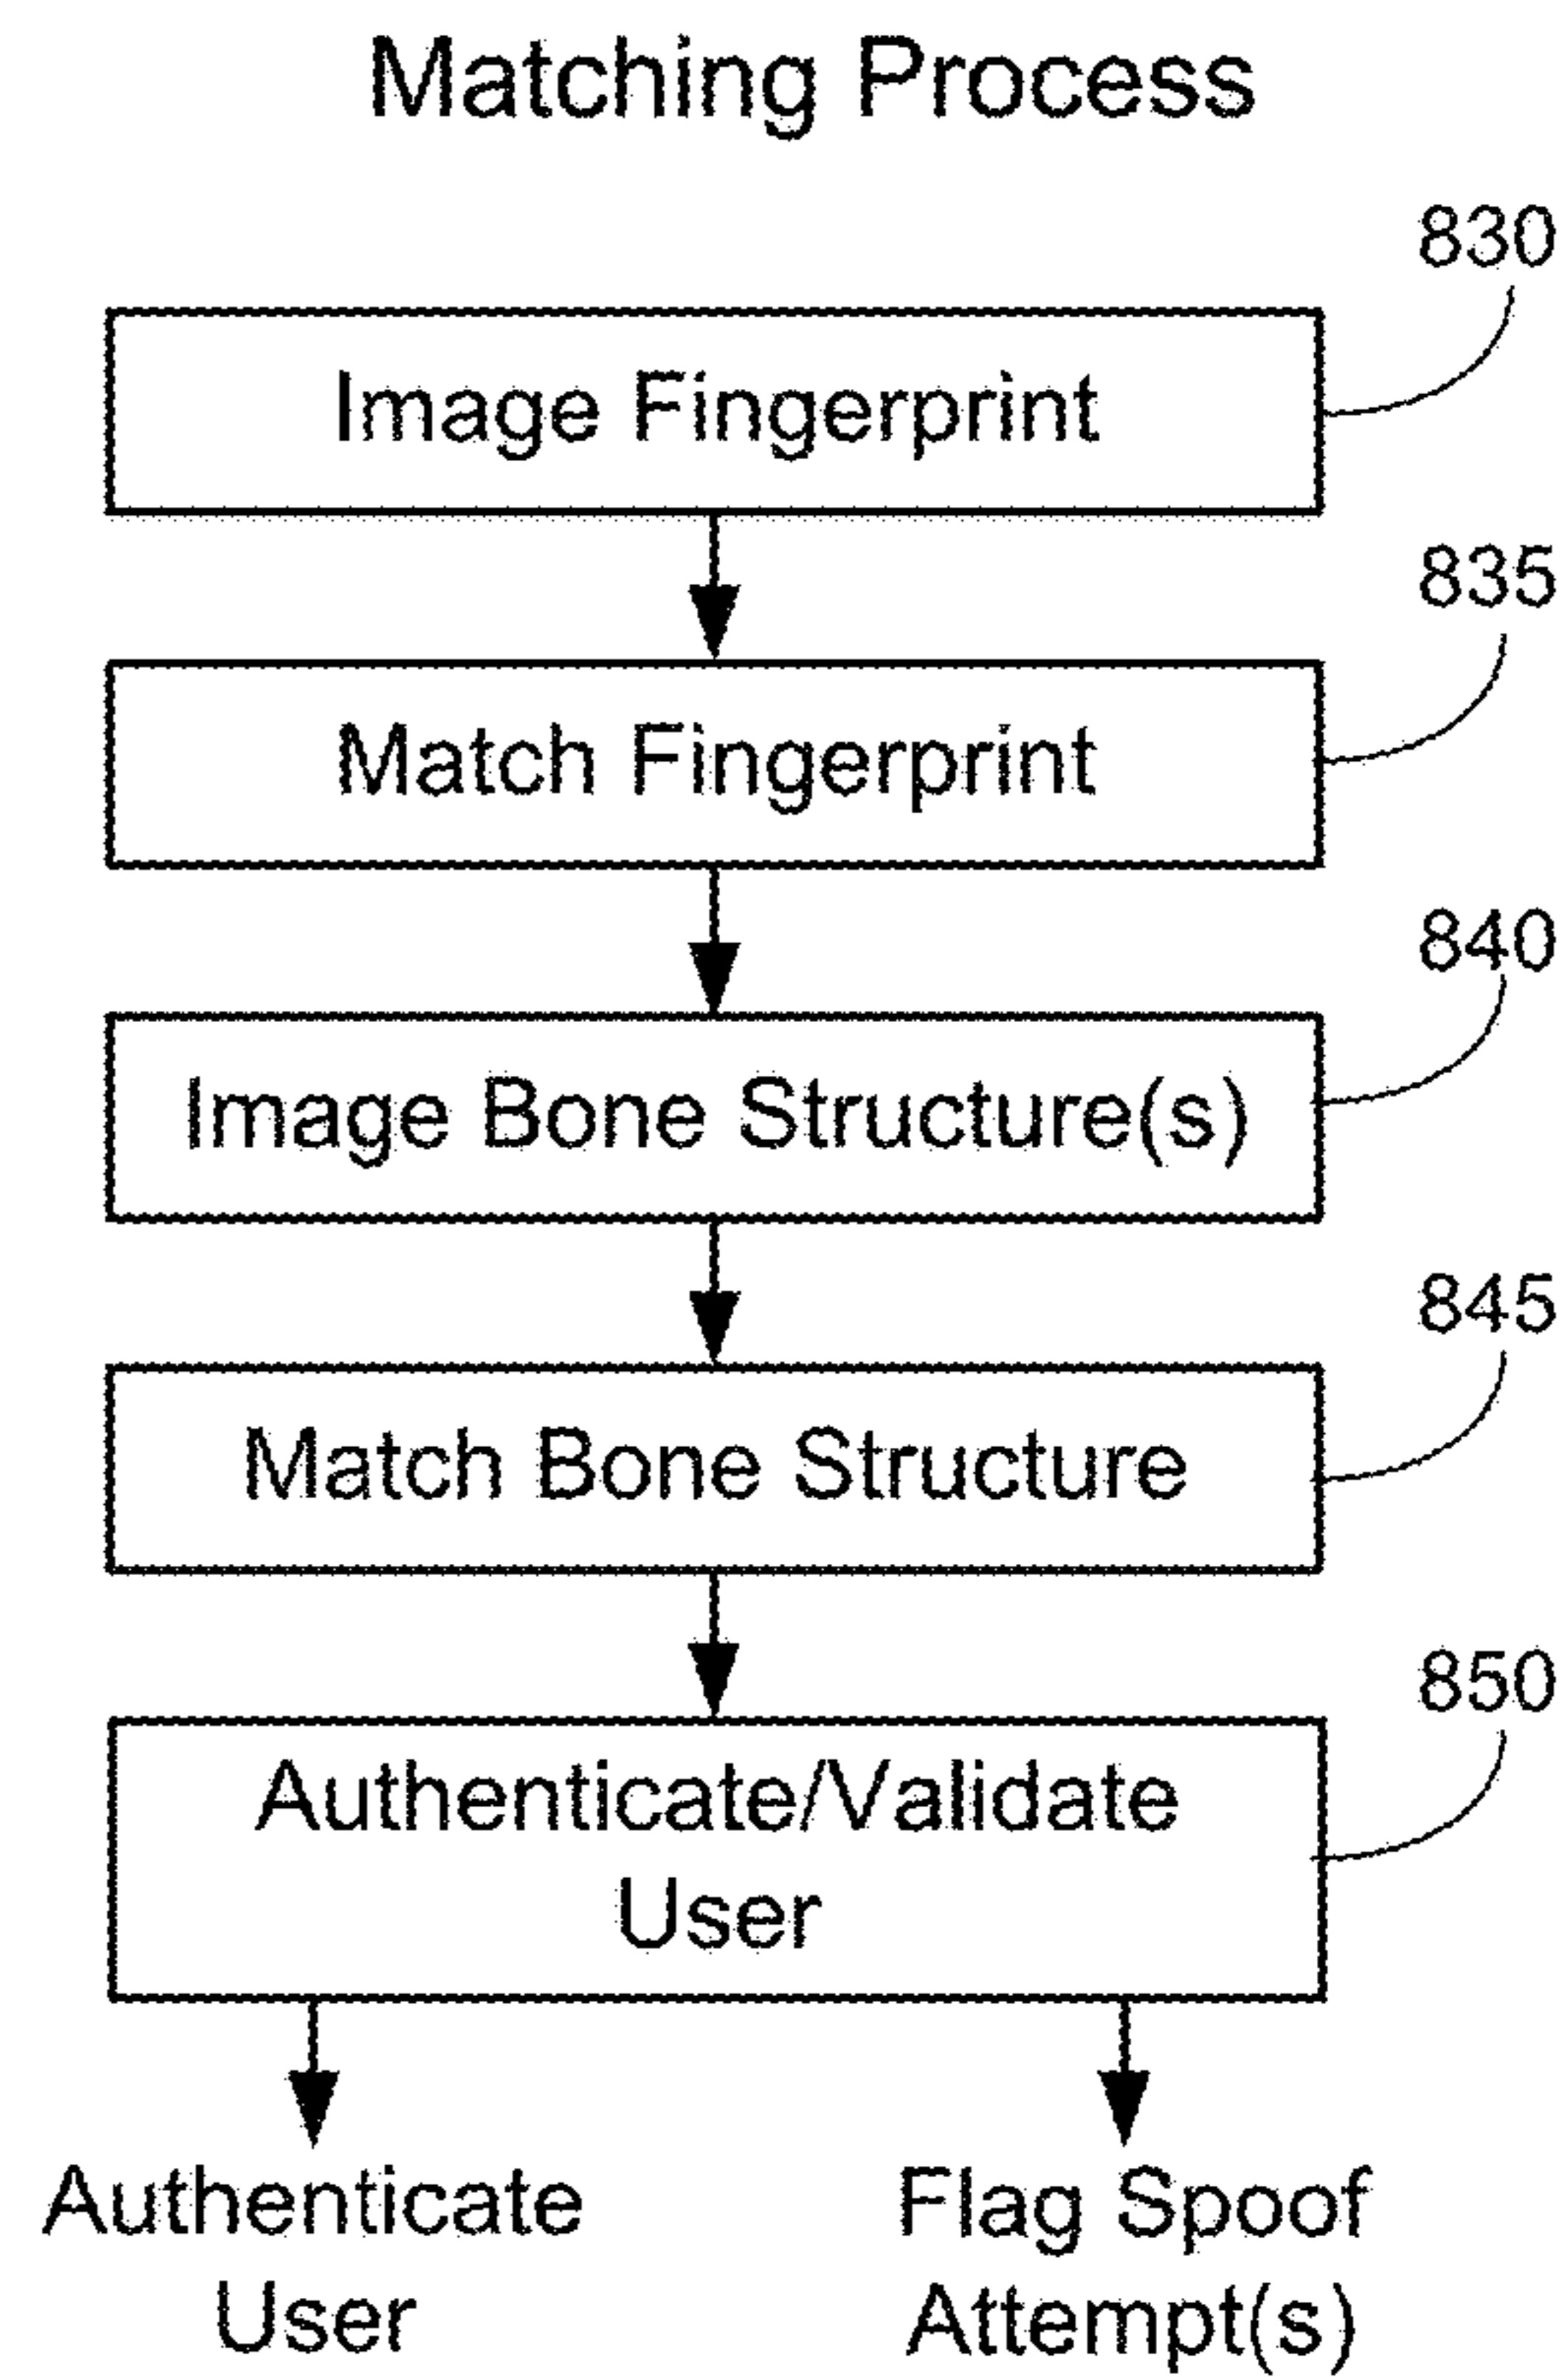 Matching Process
830
Image Fingerprint
835
Match Fingerprint
840
Image Bone Structure(s)
845
Match Bone Structure
850
Authenticate/Validate
User
Authenticate
User
Flag Spoof
Attempt(s)